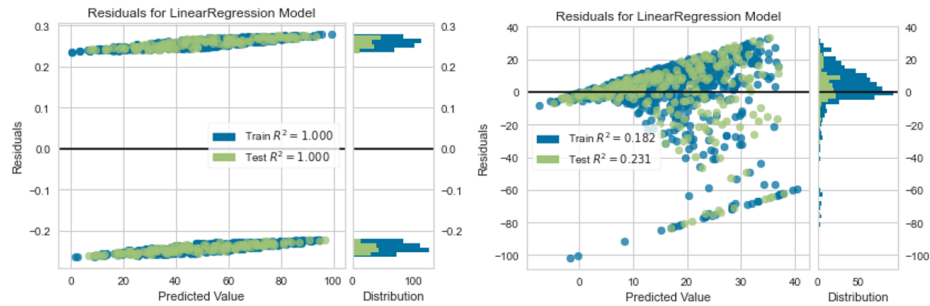 Residuals for LinearRegression Model
0.3
0.2
0.1
0.0
−0.1
−0.2
Residuals
Train R² = 1.000
Test R² = 1.000
0 20 40 60 80 100
Predicted Value
0.3
0.2
0.1
0.0
−0.1
−0.2
0 100
Distribution
Residuals for LinearRegression Model
40
20
0
−20
−40
−60
−80
−100
Residuals
Train R² = 0.182
Test R² = 0.231
0 10 20 30 40
Predicted Value
40
20
0
−20
−40
−60
−80
−100
50
Distribution